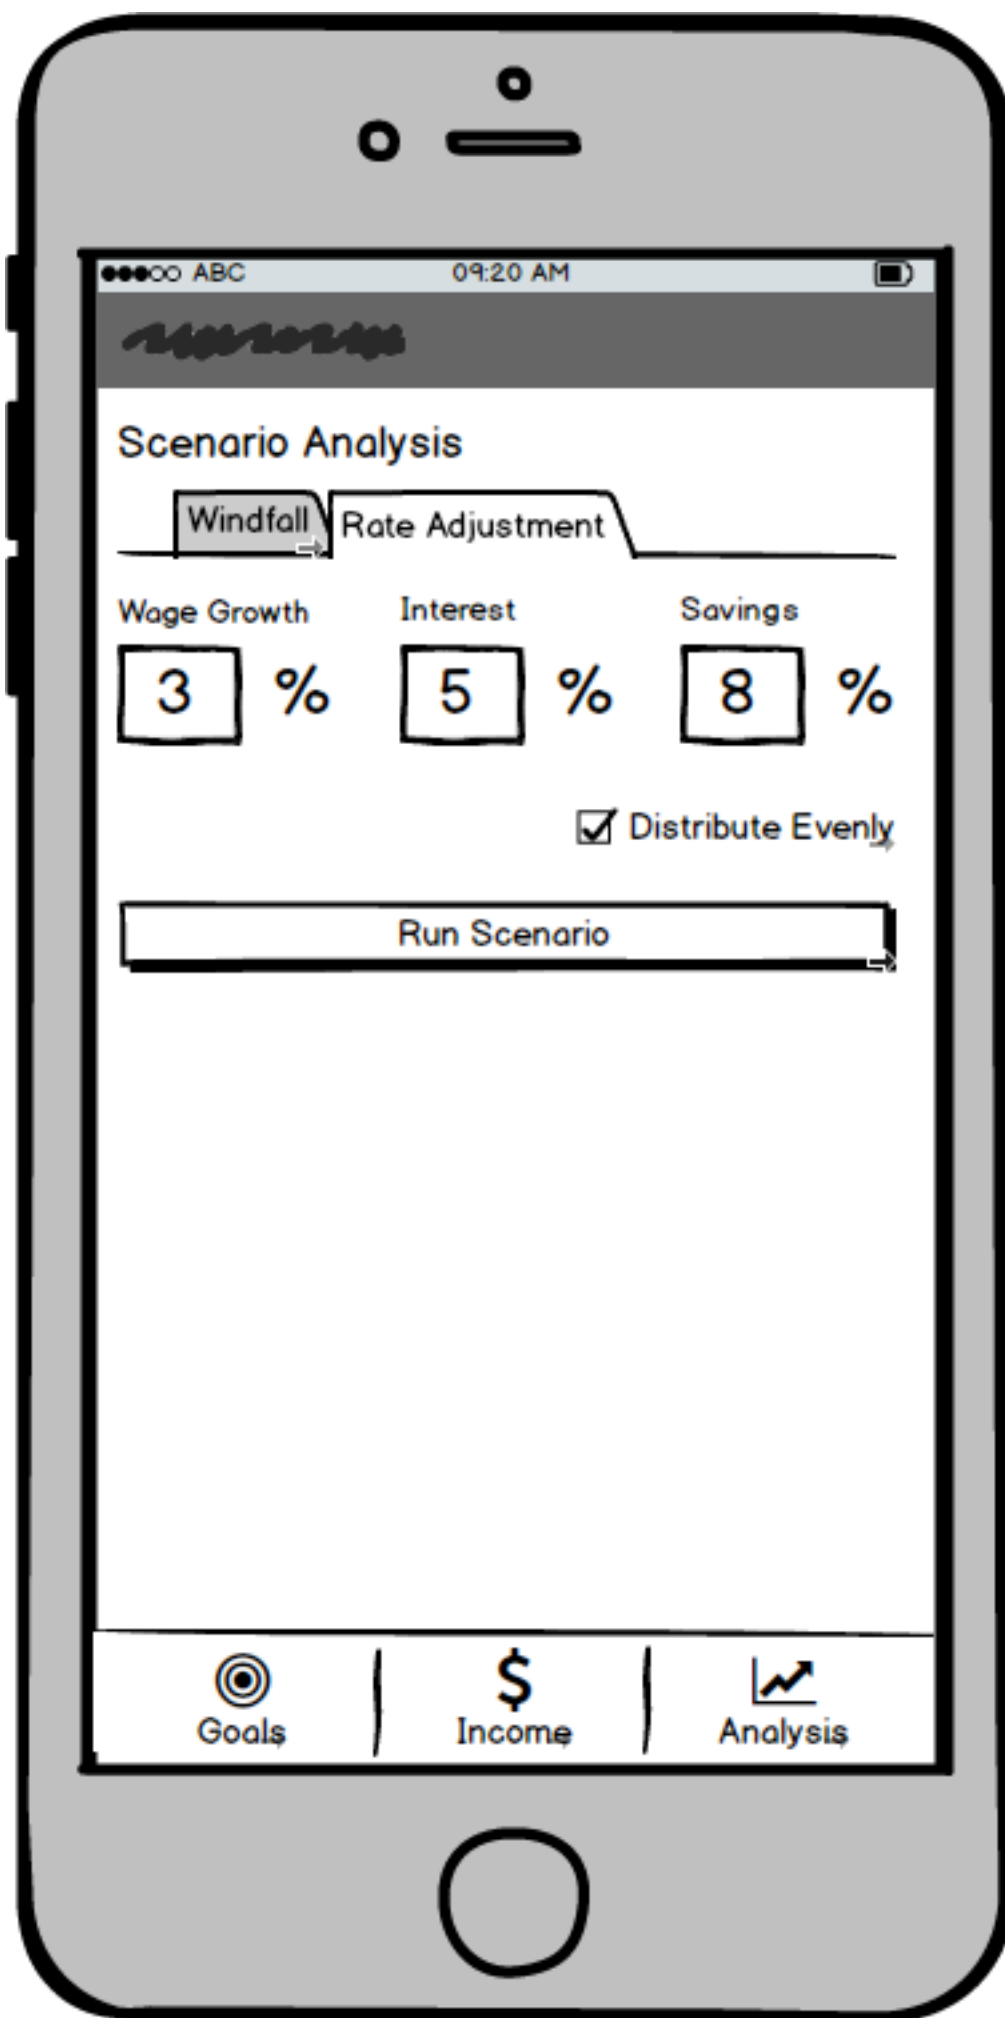 ABC 09:20 AM
Scenario Analysis
Windfall Rate Adjustment
Wage Growth Interest Savings
3 % 5 % 8 %
Distribute Evenly
Run Scenario
$
Goals Income Analysis